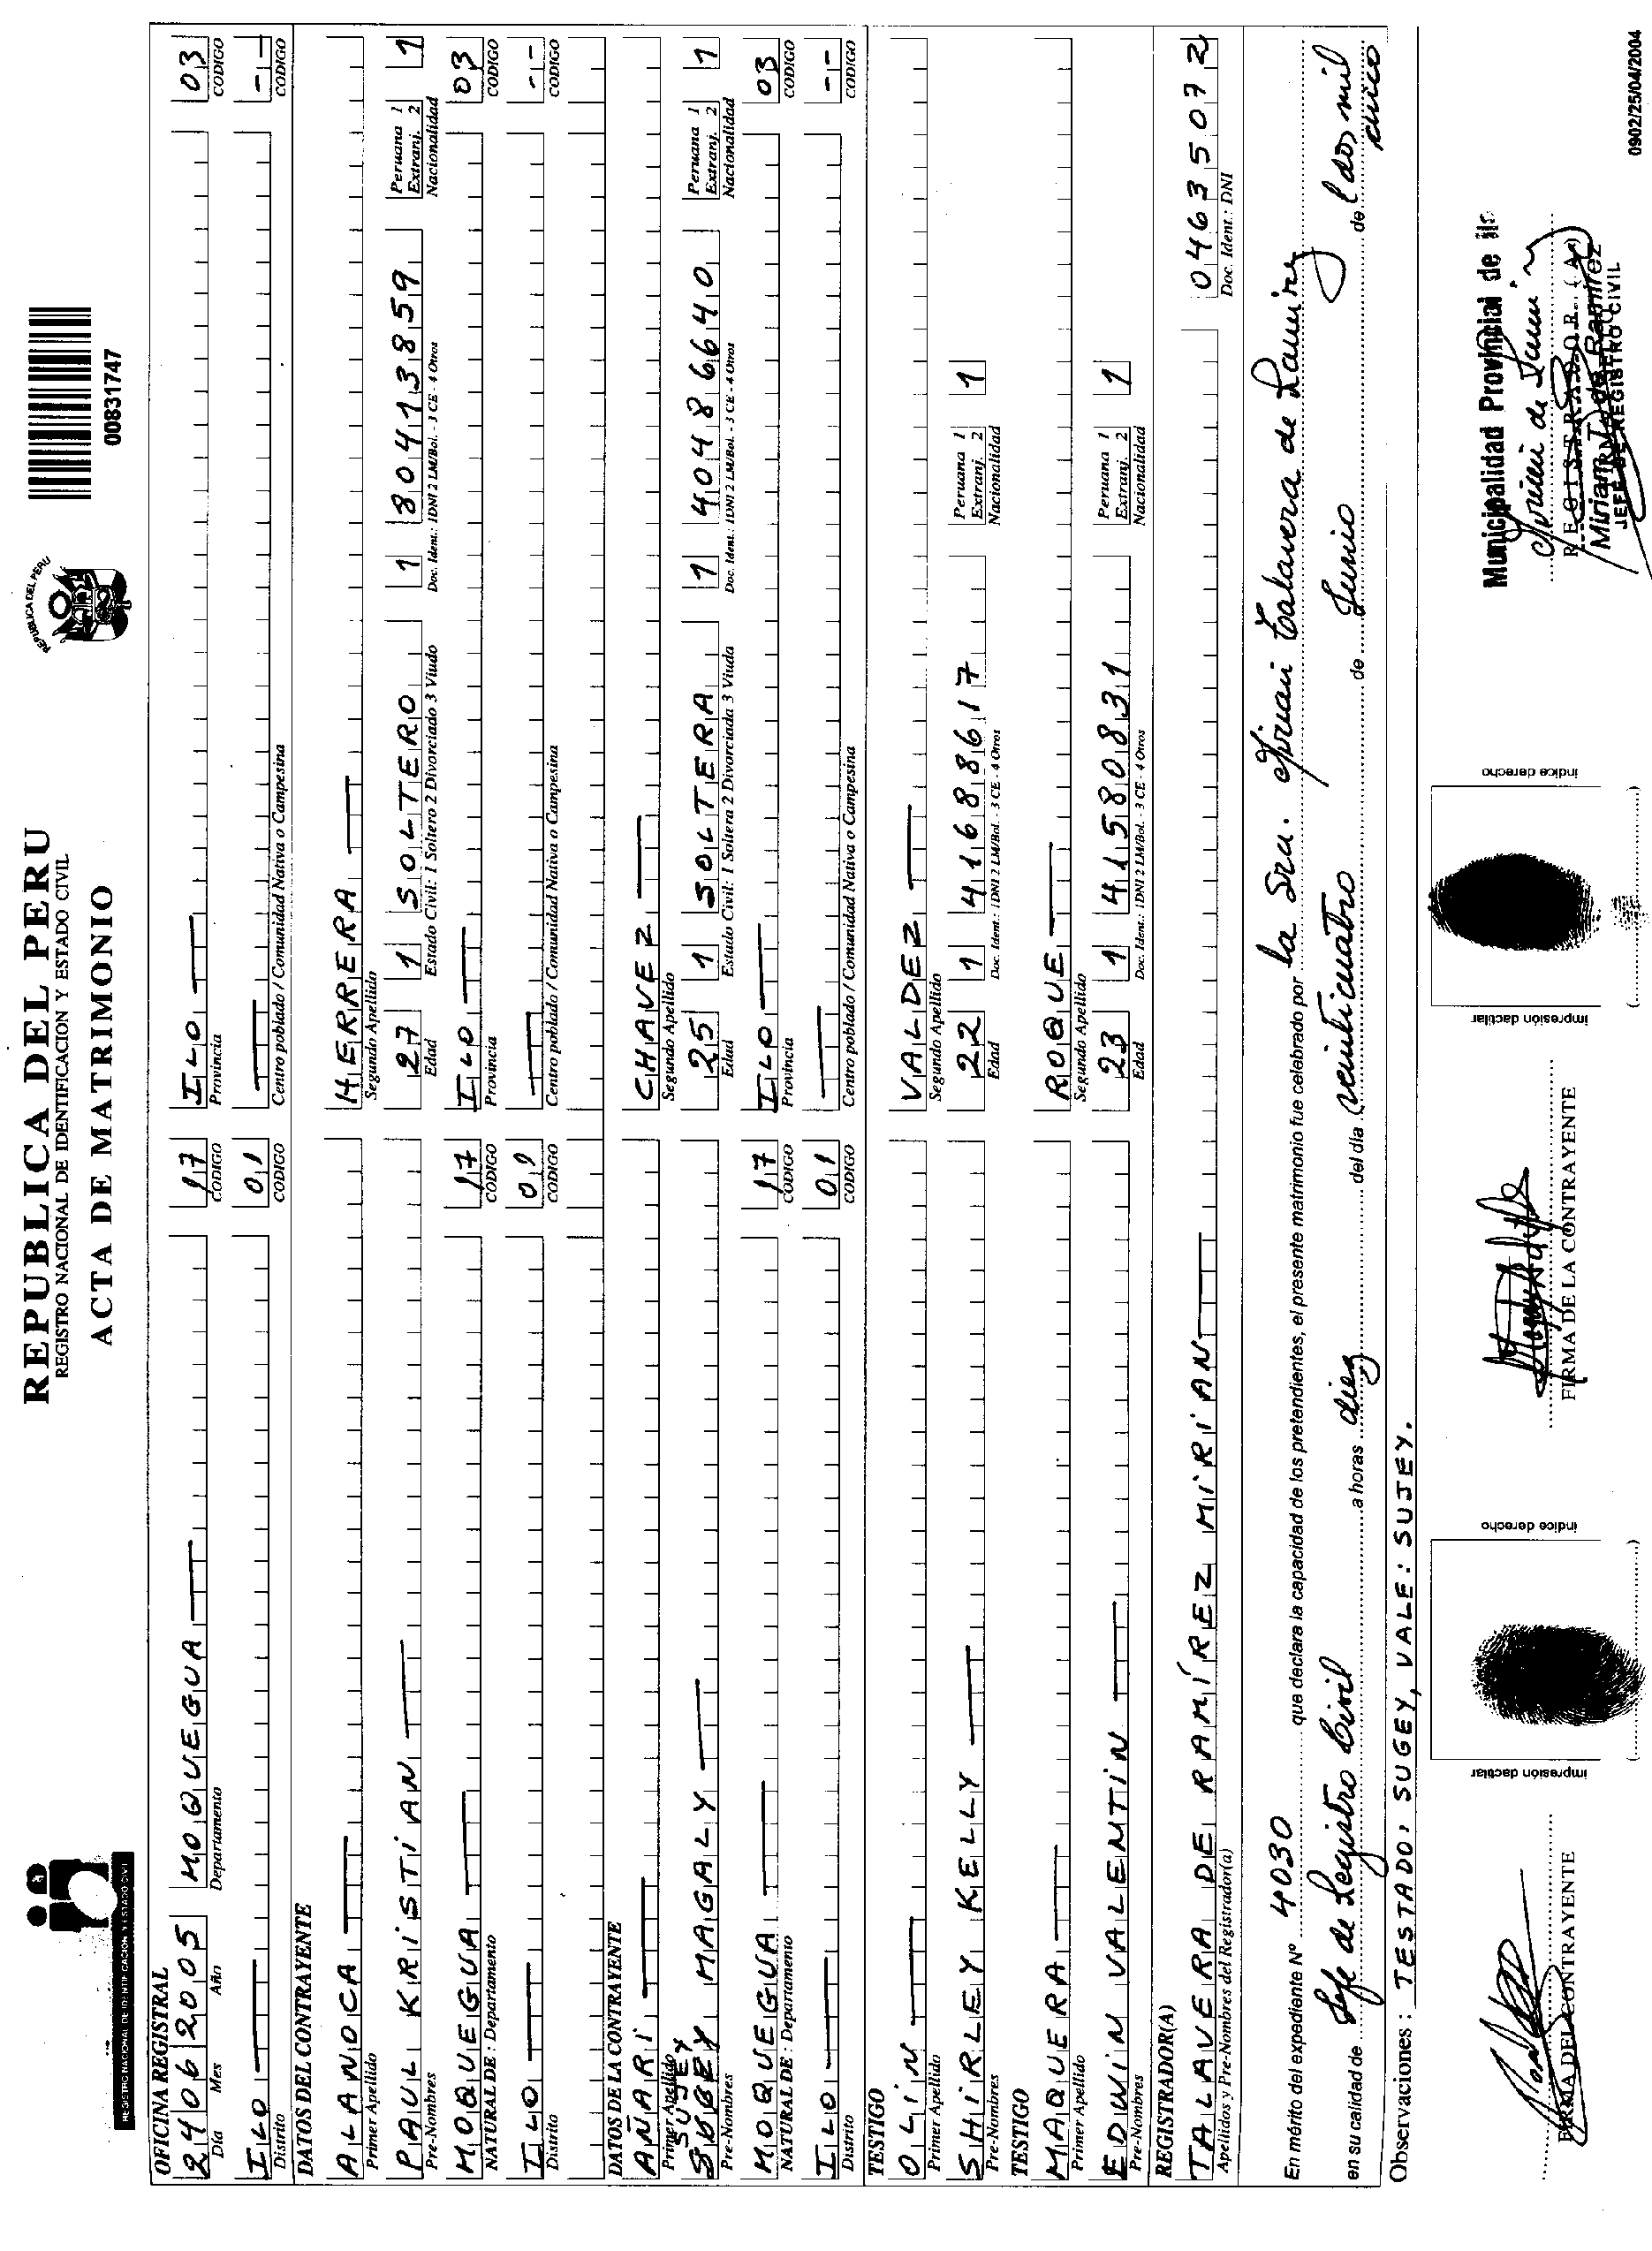 REGISTRO NACIONAL DE IDENTIFICACION Y ESTADO CIVIL
REPUBLICA DEL PERU
REGISTRO NACIONAL DE IDENTIFICACION Y ESTADO CIVIL
ACTA DE MATRIMONIO
REPUBLICA DEL PERU
00831747
OFICINA REGISTRAL
24 06 2005 MOQUEGUA 17 ILO 03
Día Mes Año Departamento CODIGO Provincia CODIGO
ILO 01 --
Distrito CODIGO Centro poblado / Comunidad Nativa o Campesina CODIGO
DATOS DEL CONTRAYENTE
ALANOCA HERRERA
Primer Apellido Segundo Apellido
PAUL KRISTIAN 27 1 SOLTERO 1 80413859 Peruana 1 Extranj. 2 1
Pre-Nombres Edad Estado Civil: 1 Soltero 2 Divorciado 3 Viudo Doc. Ident.: 1DNI 2 LM/Bol. - 3 CE - 4 Otros Nacionalidad
MOQUEGUA 17 ILO 03
NATURAL DE : Departamento CODIGO Provincia CODIGO
ILO 01 --
Distrito CODIGO Centro poblado / Comunidad Nativa o Campesina CODIGO
DATOS DE LA CONTRAYENTE
AÑARI CHAVEZ
Primer Apellido Segundo Apellido
SUJEY
SUGEY MAGALY 25 1 SOLTERA 1 40486640 Peruana 1 Extranj. 2 1
Pre-Nombres Edad Estado Civil: 1 Soltera 2 Divorciada 3 Viuda Doc. Ident.: 1DNI 2 LM/Bol. - 3 CE - 4 Otros Nacionalidad
MOQUEGUA 17 ILO 03
NATURAL DE : Departamento CODIGO Provincia CODIGO
ILO 01 --
Distrito CODIGO Centro poblado / Comunidad Nativa o Campesina CODIGO
TESTIGO
OLIN VALDEZ
Primer Apellido Segundo Apellido
SHIRLEY KELLY 22 1 41688617 Peruana 1 Extranj. 2 1
Pre-Nombres Edad Doc. Ident.: 1DNI 2 LM/Bol. - 3 CE - 4 Otros Nacionalidad
TESTIGO
MAQUERA ROQUE
Primer Apellido Segundo Apellido
EDWIN VALENTIN 23 1 41580831 Peruana 1 Extranj. 2 1
Pre-Nombres Edad Doc. Ident.: 1DNI 2 LM/Bol. - 3 CE - 4 Otros Nacionalidad
REGISTRADOR(A)
TALAVERA DE RAMÍREZ MIRIAN 04635072
Apellidos y Pre-Nombres del Registrador(a) Doc. Ident.: DNI
En mérito del expediente Nº 4030 que declara la capacidad de los pretendientes, el presente matrimonio fue celebrado por la Sra. Mirian Talavera de Ramirez
en su calidad de Jefe de Registro Civil a horas diez del día veinticuatro de Junio de l dos mil cinco
Observaciones : TESTADO: SUGEY, VALE: SUJEY.
FIRMA DEL CONTRAYENTE
impresión dactilar
índice derecho
FIRMA DE LA CONTRAYENTE
impresión dactilar
índice derecho
Municipalidad Provincial de Ilo
REGISTRADOR (A)
Miriam T. de Ramirez
JEFE DE REGISTRO CIVIL
0902/25/04/2004